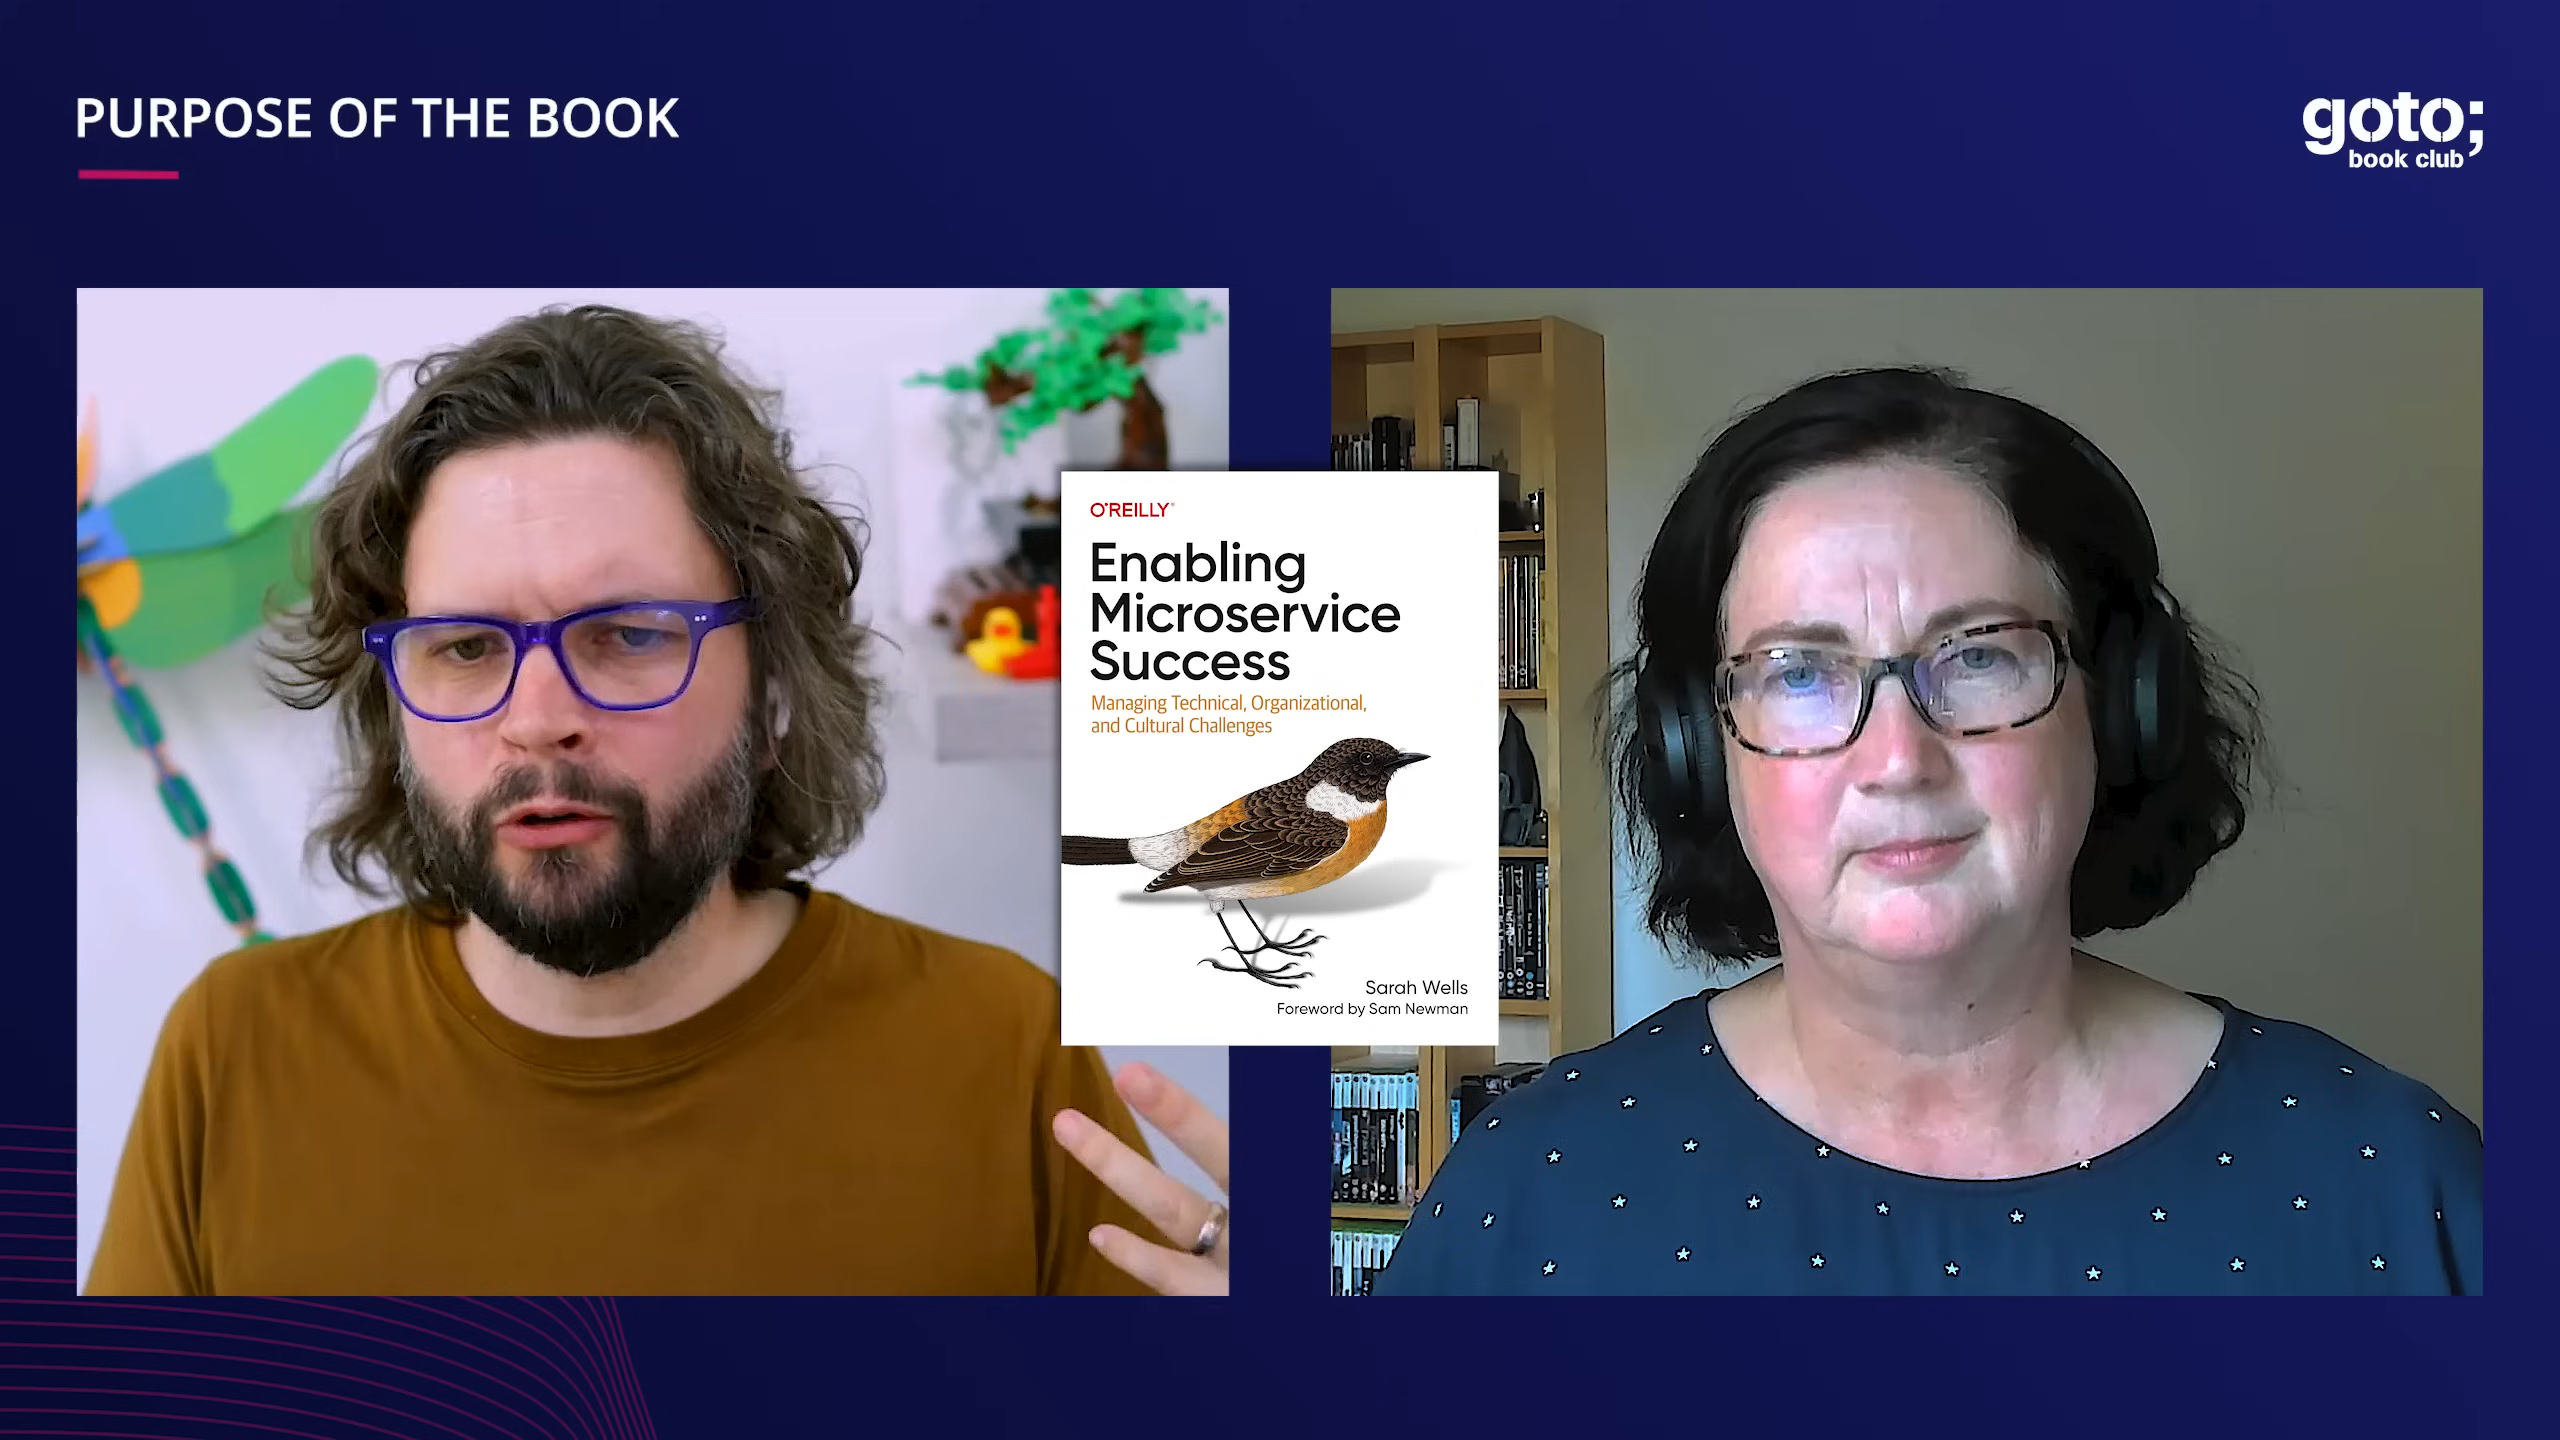 PURPOSE OF THE BOOK
goto;
book club
O'REILLY®
Enabling
Microservice
Success
Managing Technical, Organizational,
and Cultural Challenges
Sarah Wells
Foreword by Sam Newman